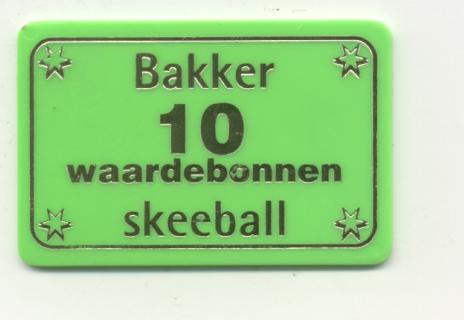 Bakker
10
waardebonnen
skeeball